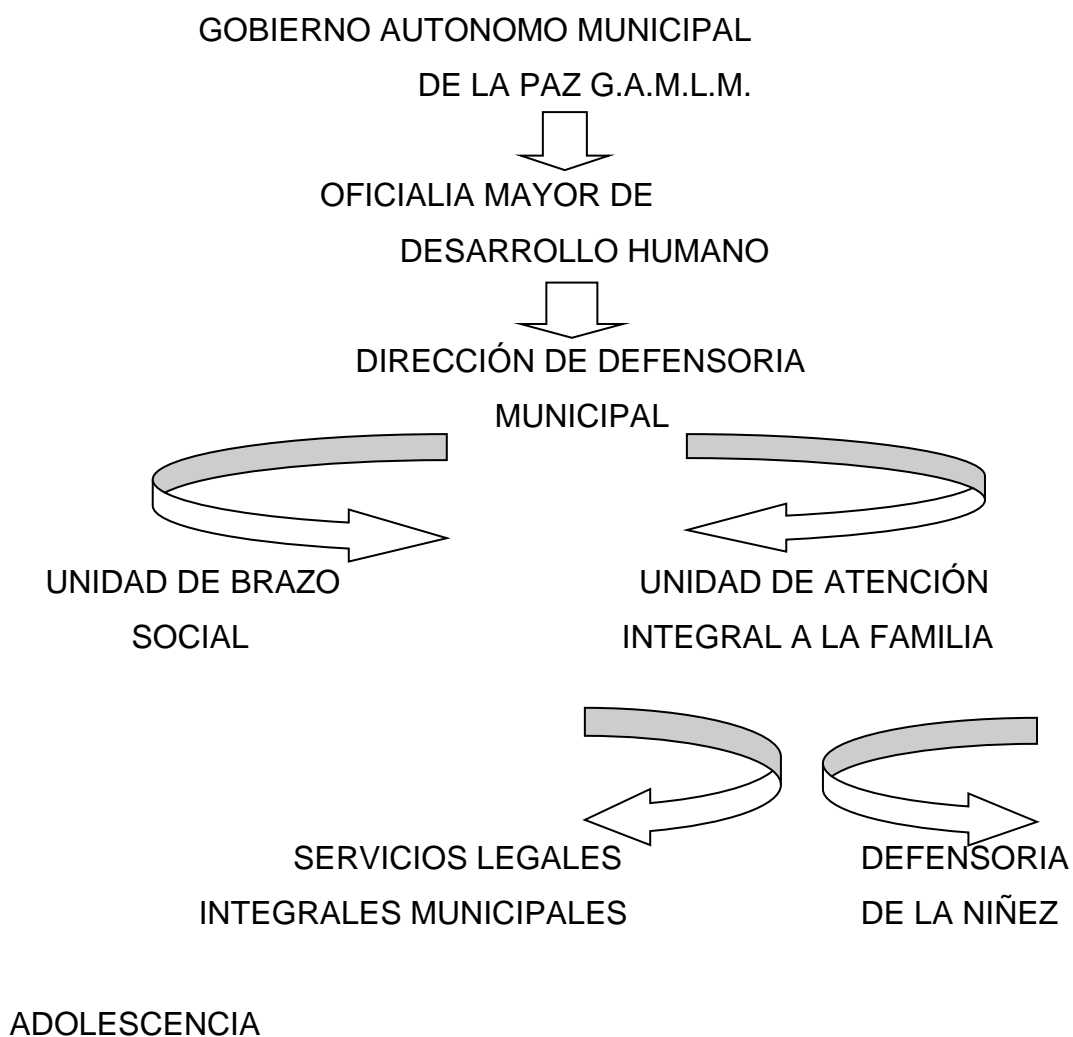 GOBIERNO AUTONOMO MUNICIPAL
DE LA PAZ G.A.M.L.M.
OFICIALIA MAYOR DE
DESARROLLO HUMANO
DIRECCIÓN DE DEFENSORIA
MUNICIPAL
UNIDAD DE BRAZO
SOCIAL
UNIDAD DE ATENCIÓN
INTEGRAL A LA FAMILIA
SERVICIOS LEGALES
INTEGRALES MUNICIPALES
DEFENSORIA
DE LA NIÑEZ
ADOLESCENCIA